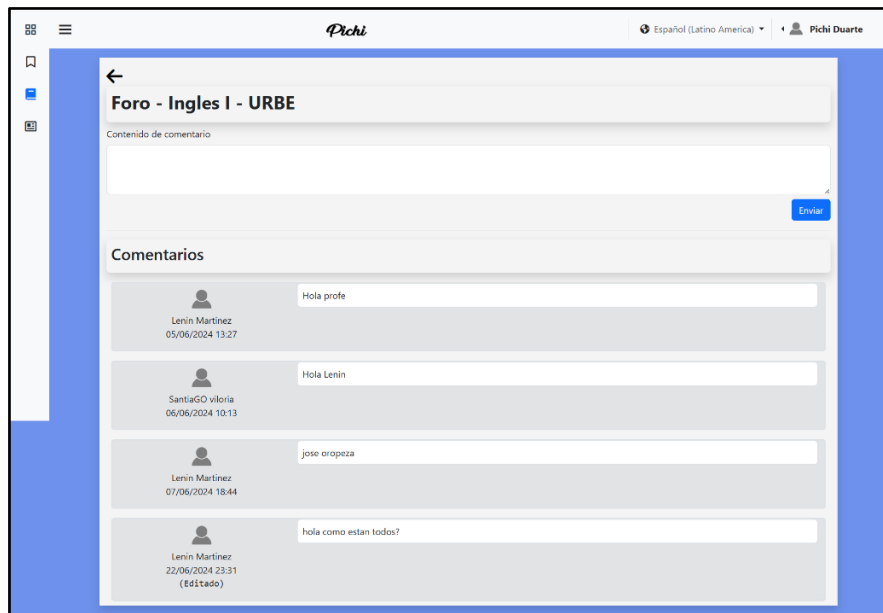 Pichi
Español (Latino America)
Pichi Duarte
Foro - Ingles I - URBE
Contenido de comentario
Enviar
Comentarios
Hola profe
Lenin Martinez
05/06/2024 13:27
Hola Lenin
SantiaGO viloria
06/06/2024 10:13
jose oropeza
Lenin Martinez
07/06/2024 18:44
hola como estan todos?
Lenin Martinez
22/06/2024 23:31
(Editado)